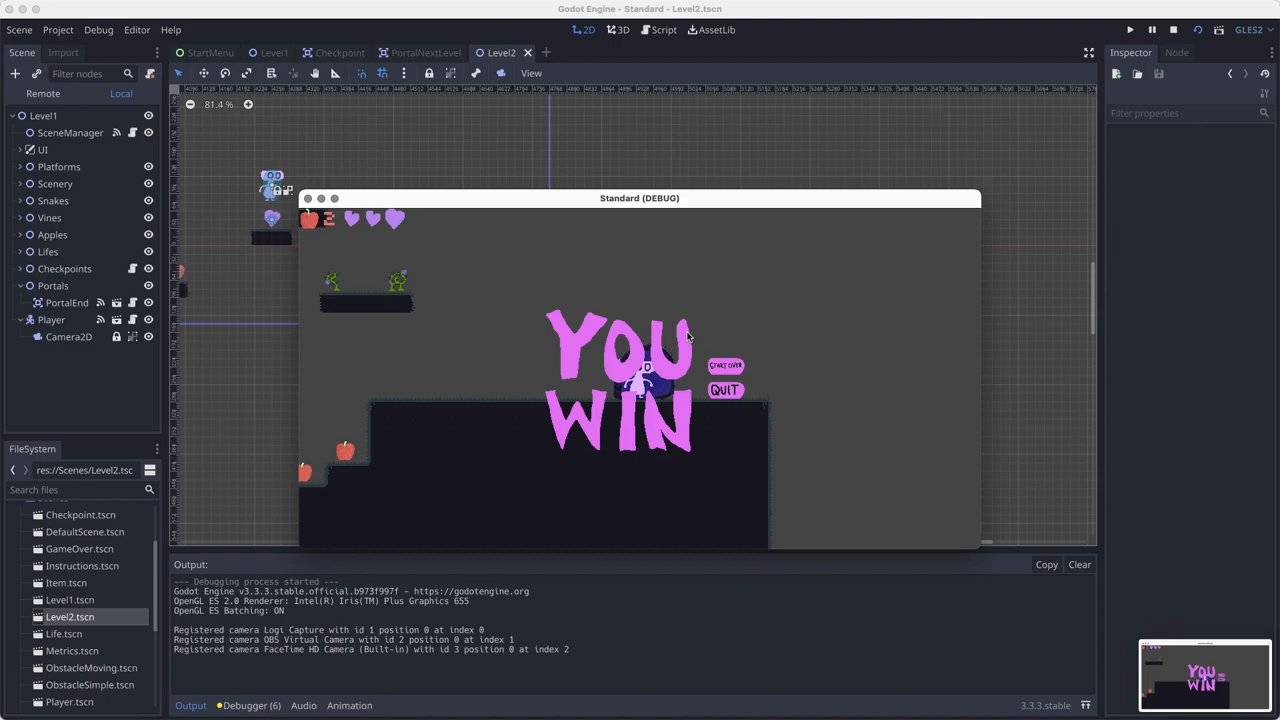 Godot Engine - Standard - Level2.tscn
Scene Project Debug Editor Help
2D 3D Script AssetLib
GLES2
Scene Import
StartMenu Level1 Checkpoint PortalNextLevel Level2
Inspector Node
Filter nodes
View
Remote Local
81.4 %
Filter properties
Level1
SceneManager
UI
Platforms
Scenery
Snakes
Vines
Apples
Lifes
Checkpoints
Portals
PortalEnd
Player
Camera2D
Standard (DEBUG)
2
YOU
WIN
START OVER
QUIT
FileSystem
res://Scenes/Level2.tsc
Search files
Checkpoint.tscn
DefaultScene.tscn
GameOver.tscn
Instructions.tscn
Item.tscn
Level1.tscn
Level2.tscn
Life.tscn
Metrics.tscn
ObstacleMoving.tscn
ObstacleSimple.tscn
Player.tscn
Output:
Copy Clear
--- Debugging process started ---
Godot Engine v3.3.3.stable.official.b973f997f - https://godotengine.org
OpenGL ES 2.0 Renderer: Intel(R) Iris(TM) Plus Graphics 655
OpenGL ES Batching: ON
Registered camera Logi Capture with id 1 position 0 at index 0
Registered camera OBS Virtual Camera with id 2 position 0 at index 1
Registered camera FaceTime HD Camera (Built-in) with id 3 position 0 at index 2
Output Debugger (6) Audio Animation
3.3.3.stable
YOU
WIN